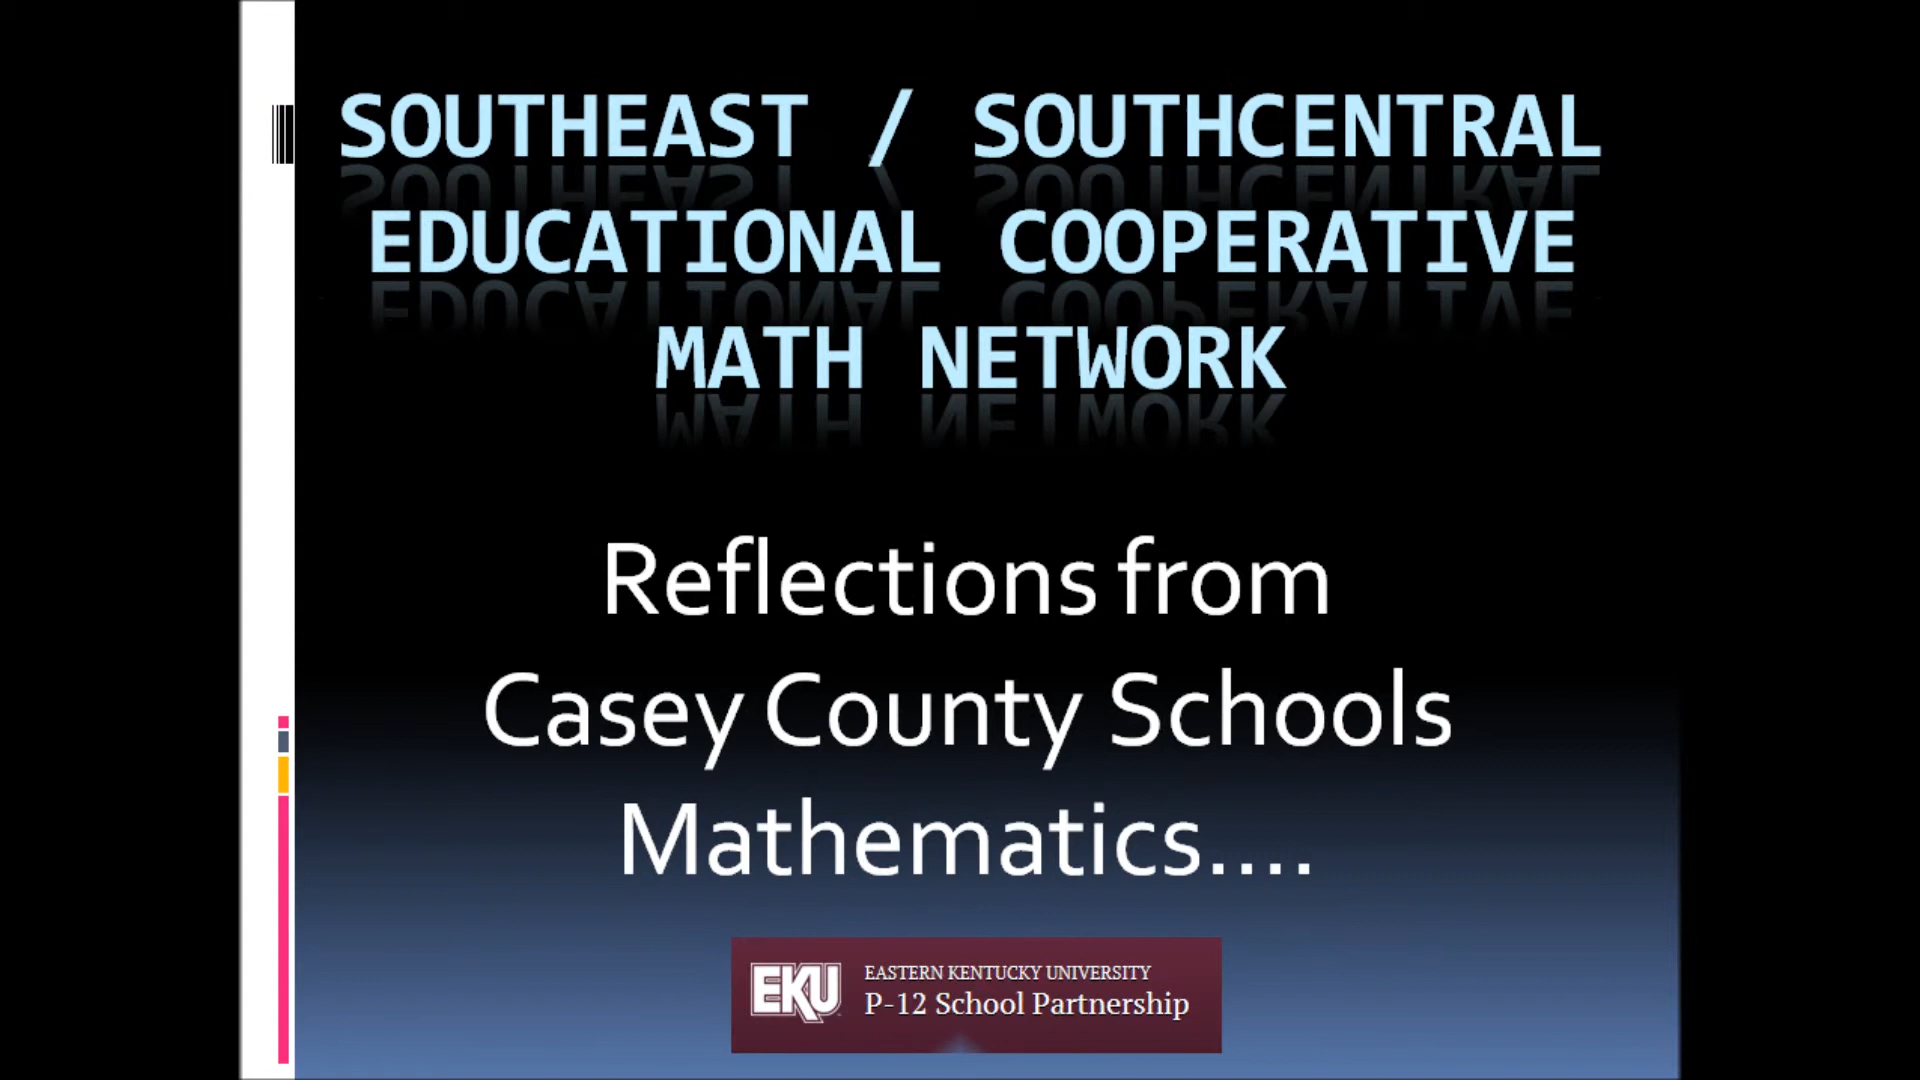 SOUTHEAST / SOUTHCENTRAL
EDUCATIONAL COOPERATIVE
MATH NETWORK
Reflections from
Casey County Schools
Mathematics....
EKU
EASTERN KENTUCKY UNIVERSITY
P-12 School Partnership